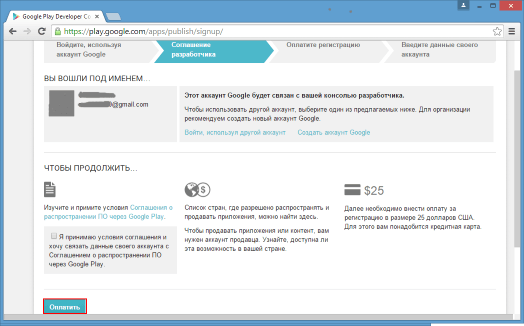 Google Play Developer Co
https://play.google.com/apps/publish/signup/
Войдите, используя
аккаунт Google
Соглашение
разработчика
Оплатите регистрацию
Введите данные своего
аккаунта
ВЫ ВОШЛИ ПОД ИМЕНЕМ...
@gmail.com
Этот аккаунт Google будет связан с вашей консолью разработчика.
Чтобы использовать другой аккаунт, выберите один из предлагаемых ниже. Для организации
рекомендуем создать новый аккаунт Google.
Войти, используя другой аккаунт Создать аккаунт Google
ЧТОБЫ ПРОДОЛЖИТЬ...
Изучите и примите условия Соглашения о
распространении ПО через Google Play.
Я принимаю условия соглашения и
хочу связать данные своего аккаунта с
Соглашением о распространении ПО
через Google Play.
Список стран, где разрешено распространять и
продавать приложения, можно найти здесь.
Чтобы продавать приложения или контент, вам
нужен аккаунт продавца. Узнайте, доступна ли
эта возможность в вашей стране.
$25
Далее необходимо внести оплату за
регистрацию в размере 25 долларов США.
Для этого вам понадобится кредитная карта.
Оплатить